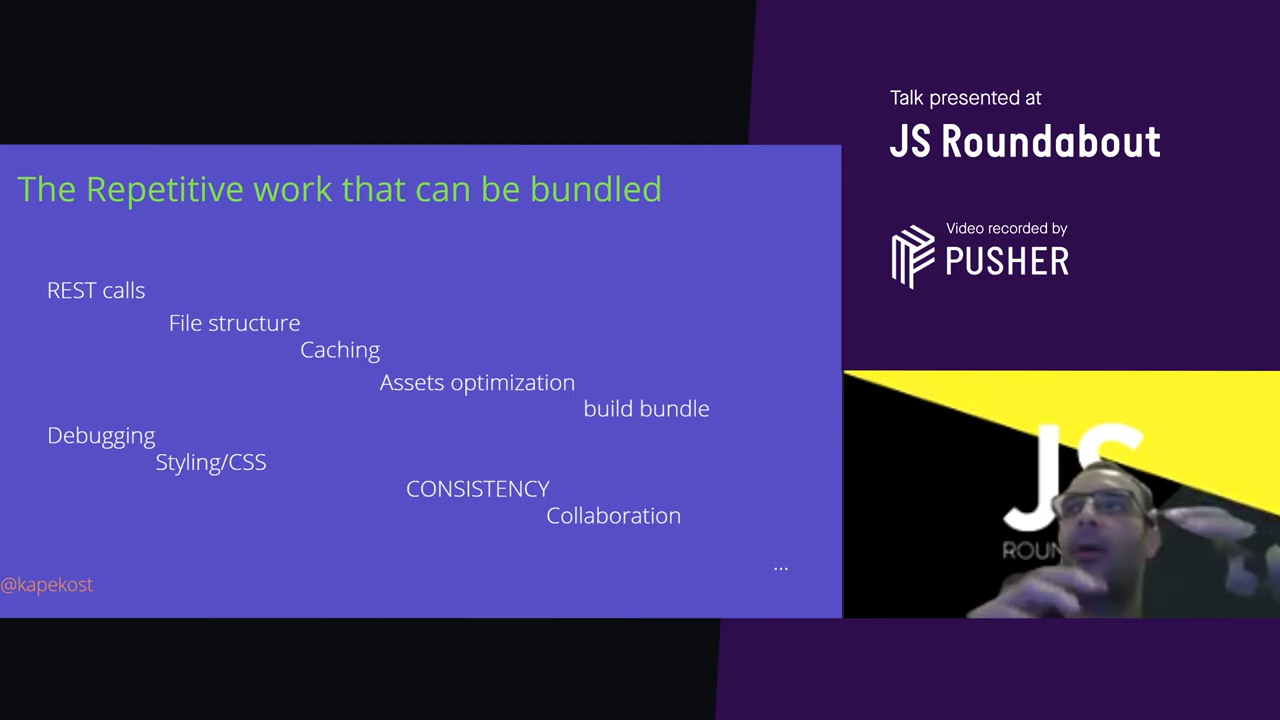 The Repetitive work that can be bundled
REST calls
File structure
Caching
Assets optimization
build bundle
Debugging
Styling/CSS
CONSISTENCY
Collaboration
...
@kapekost
Talk presented at
JS Roundabout
Video recorded by
PUSHER
JS